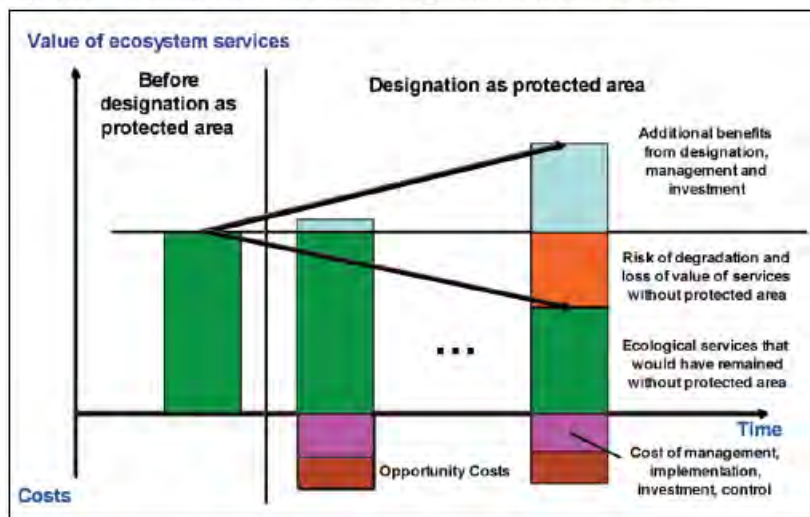 Value of ecosystem services
Before
designation as
protected area
Designation as protected area
Additional benefits
from designation,
management and
investment
Risk of degradation and
loss of value of services
without protected area
Ecological services that
would have remained
without protected area
...
Time
Cost of management,
implementation,
investment, control
Opportunity Costs
Costs